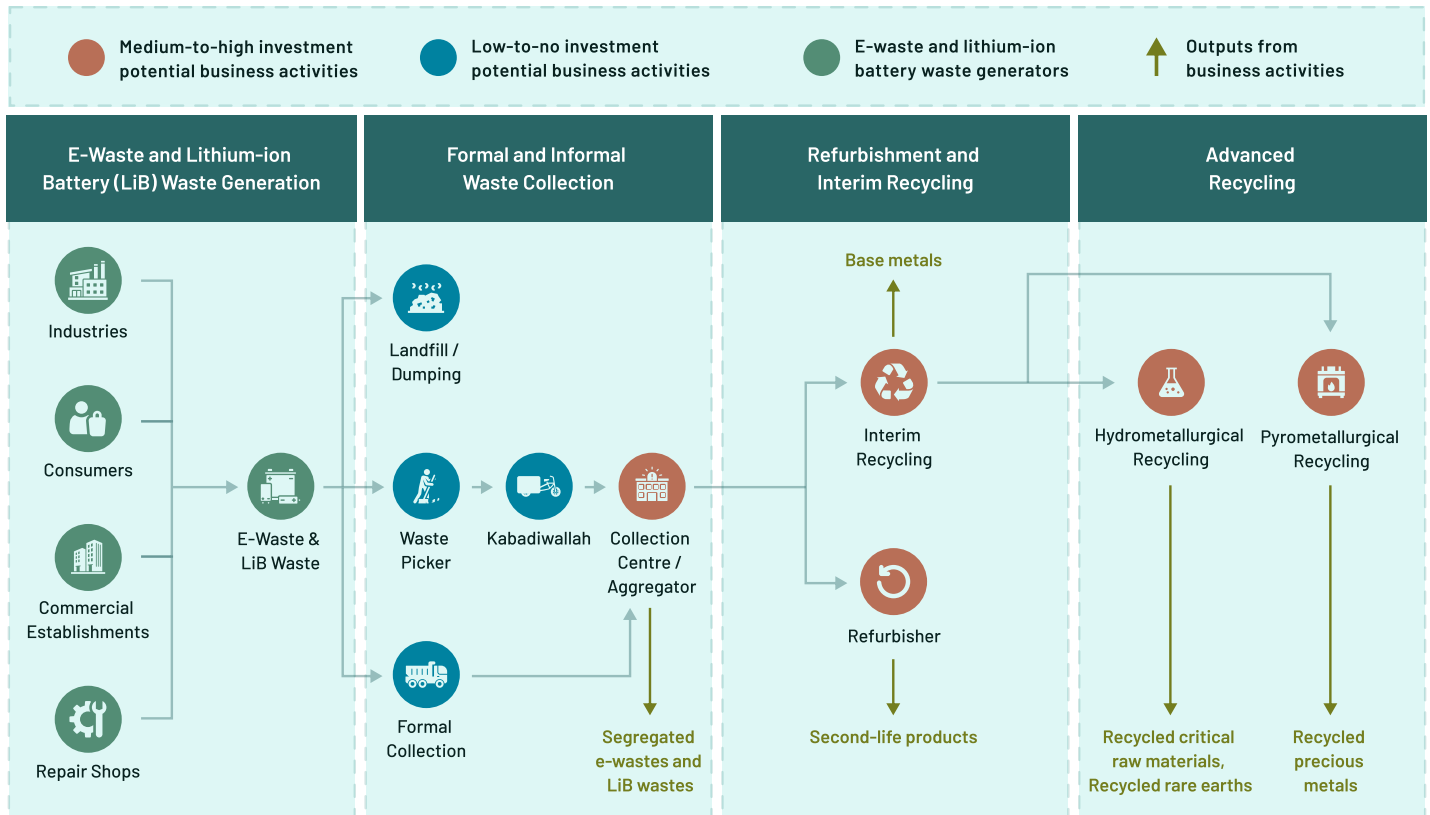 Medium-to-high investment
potential business activities
Low-to-no investment
potential business activities
E-waste and lithium-ion
battery waste generators
Outputs from
business activities
E-Waste and Lithium-ion
Battery (LiB) Waste Generation
Formal and Informal
Waste Collection
Refurbishment and
Interim Recycling
Advanced
Recycling
Industries
Consumers
Commercial
Establishments
Repair Shops
E-Waste &
LiB Waste
Landfill /
Dumping
Waste
Picker
Kabadiwallah
Collection
Centre /
Aggregator
Formal
Collection
Segregated
e-wastes and
LiB wastes
Base metals
Interim
Recycling
Refurbisher
Second-life products
Hydrometallurgical
Recycling
Pyrometallurgical
Recycling
Recycled critical
raw materials,
Recycled rare earths
Recycled
precious
metals